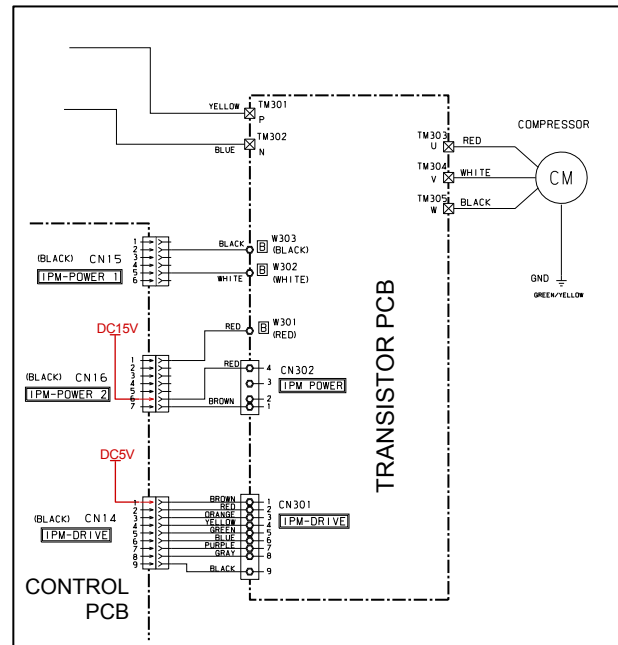 YELLOW TM301
P
TM302
BLUE N
TM303
U RED
TM304
V WHITE
TM305
W BLACK
COMPRESSOR
CM
GND
GREEN/YELLOW
TRANSISTOR PCB
(BLACK) CN15
IPM-POWER 1
1
2
3
4
5
6
BLACK B W303
(BLACK)
WHITE B W302
(WHITE)
RED B W301
(RED)
DC15V
(BLACK) CN16
IPM-POWER 2
1
2
3
4
5
6
7
RED
BROWN
4
3
2
1
CN302
IPM POWER
DC5V
(BLACK) CN14
IPM-DRIVE
1
2
3
4
5
6
7
8
9
BROWN
RED
ORANGE
YELLOW
GREEN
BLUE
PURPLE
GRAY
BLACK
1
2
3
4
5
6
7
8
9
CN301
IPM-DRIVE
CONTROL
PCB